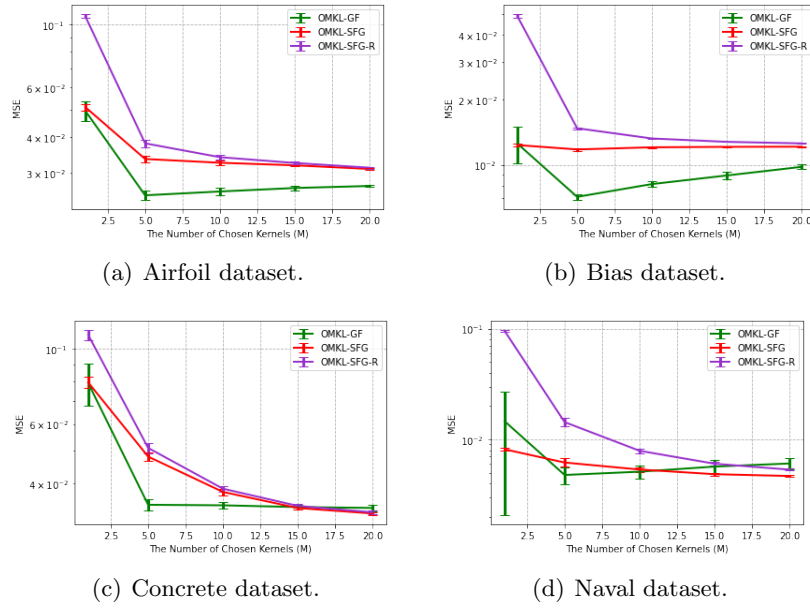 OMKL-GF
OMKL-SFG
OMKL-SFG-R
10⁻¹
6 × 10⁻²
4 × 10⁻²
3 × 10⁻²
MSE
2.5 5.0 7.5 10.0 12.5 15.0 17.5 20.0
The Number of Chosen Kernels (M)
(a) Airfoil dataset.
OMKL-GF
OMKL-SFG
OMKL-SFG-R
4 × 10⁻²
3 × 10⁻²
2 × 10⁻²
10⁻²
MSE
2.5 5.0 7.5 10.0 12.5 15.0 17.5 20.0
The Number of Chosen Kernels (M)
(b) Bias dataset.
OMKL-GF
OMKL-SFG
OMKL-SFG-R
10⁻¹
6 × 10⁻²
4 × 10⁻²
MSE
2.5 5.0 7.5 10.0 12.5 15.0 17.5 20.0
The Number of Chosen Kernels (M)
(c) Concrete dataset.
OMKL-GF
OMKL-SFG
OMKL-SFG-R
10⁻¹
10⁻²
MSE
2.5 5.0 7.5 10.0 12.5 15.0 17.5 20.0
The Number of Chosen Kernels (M)
(d) Naval dataset.